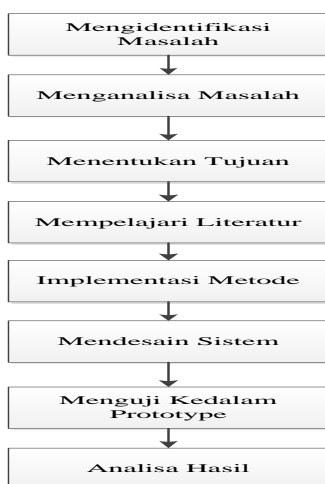 Mengidentifikasi
Masalah
Menganalisa Masalah
Menentukan Tujuan
Mempelajari Literatur
Implementasi Metode
Mendesain Sistem
Menguji Kedalam
Prototype
Analisa Hasil